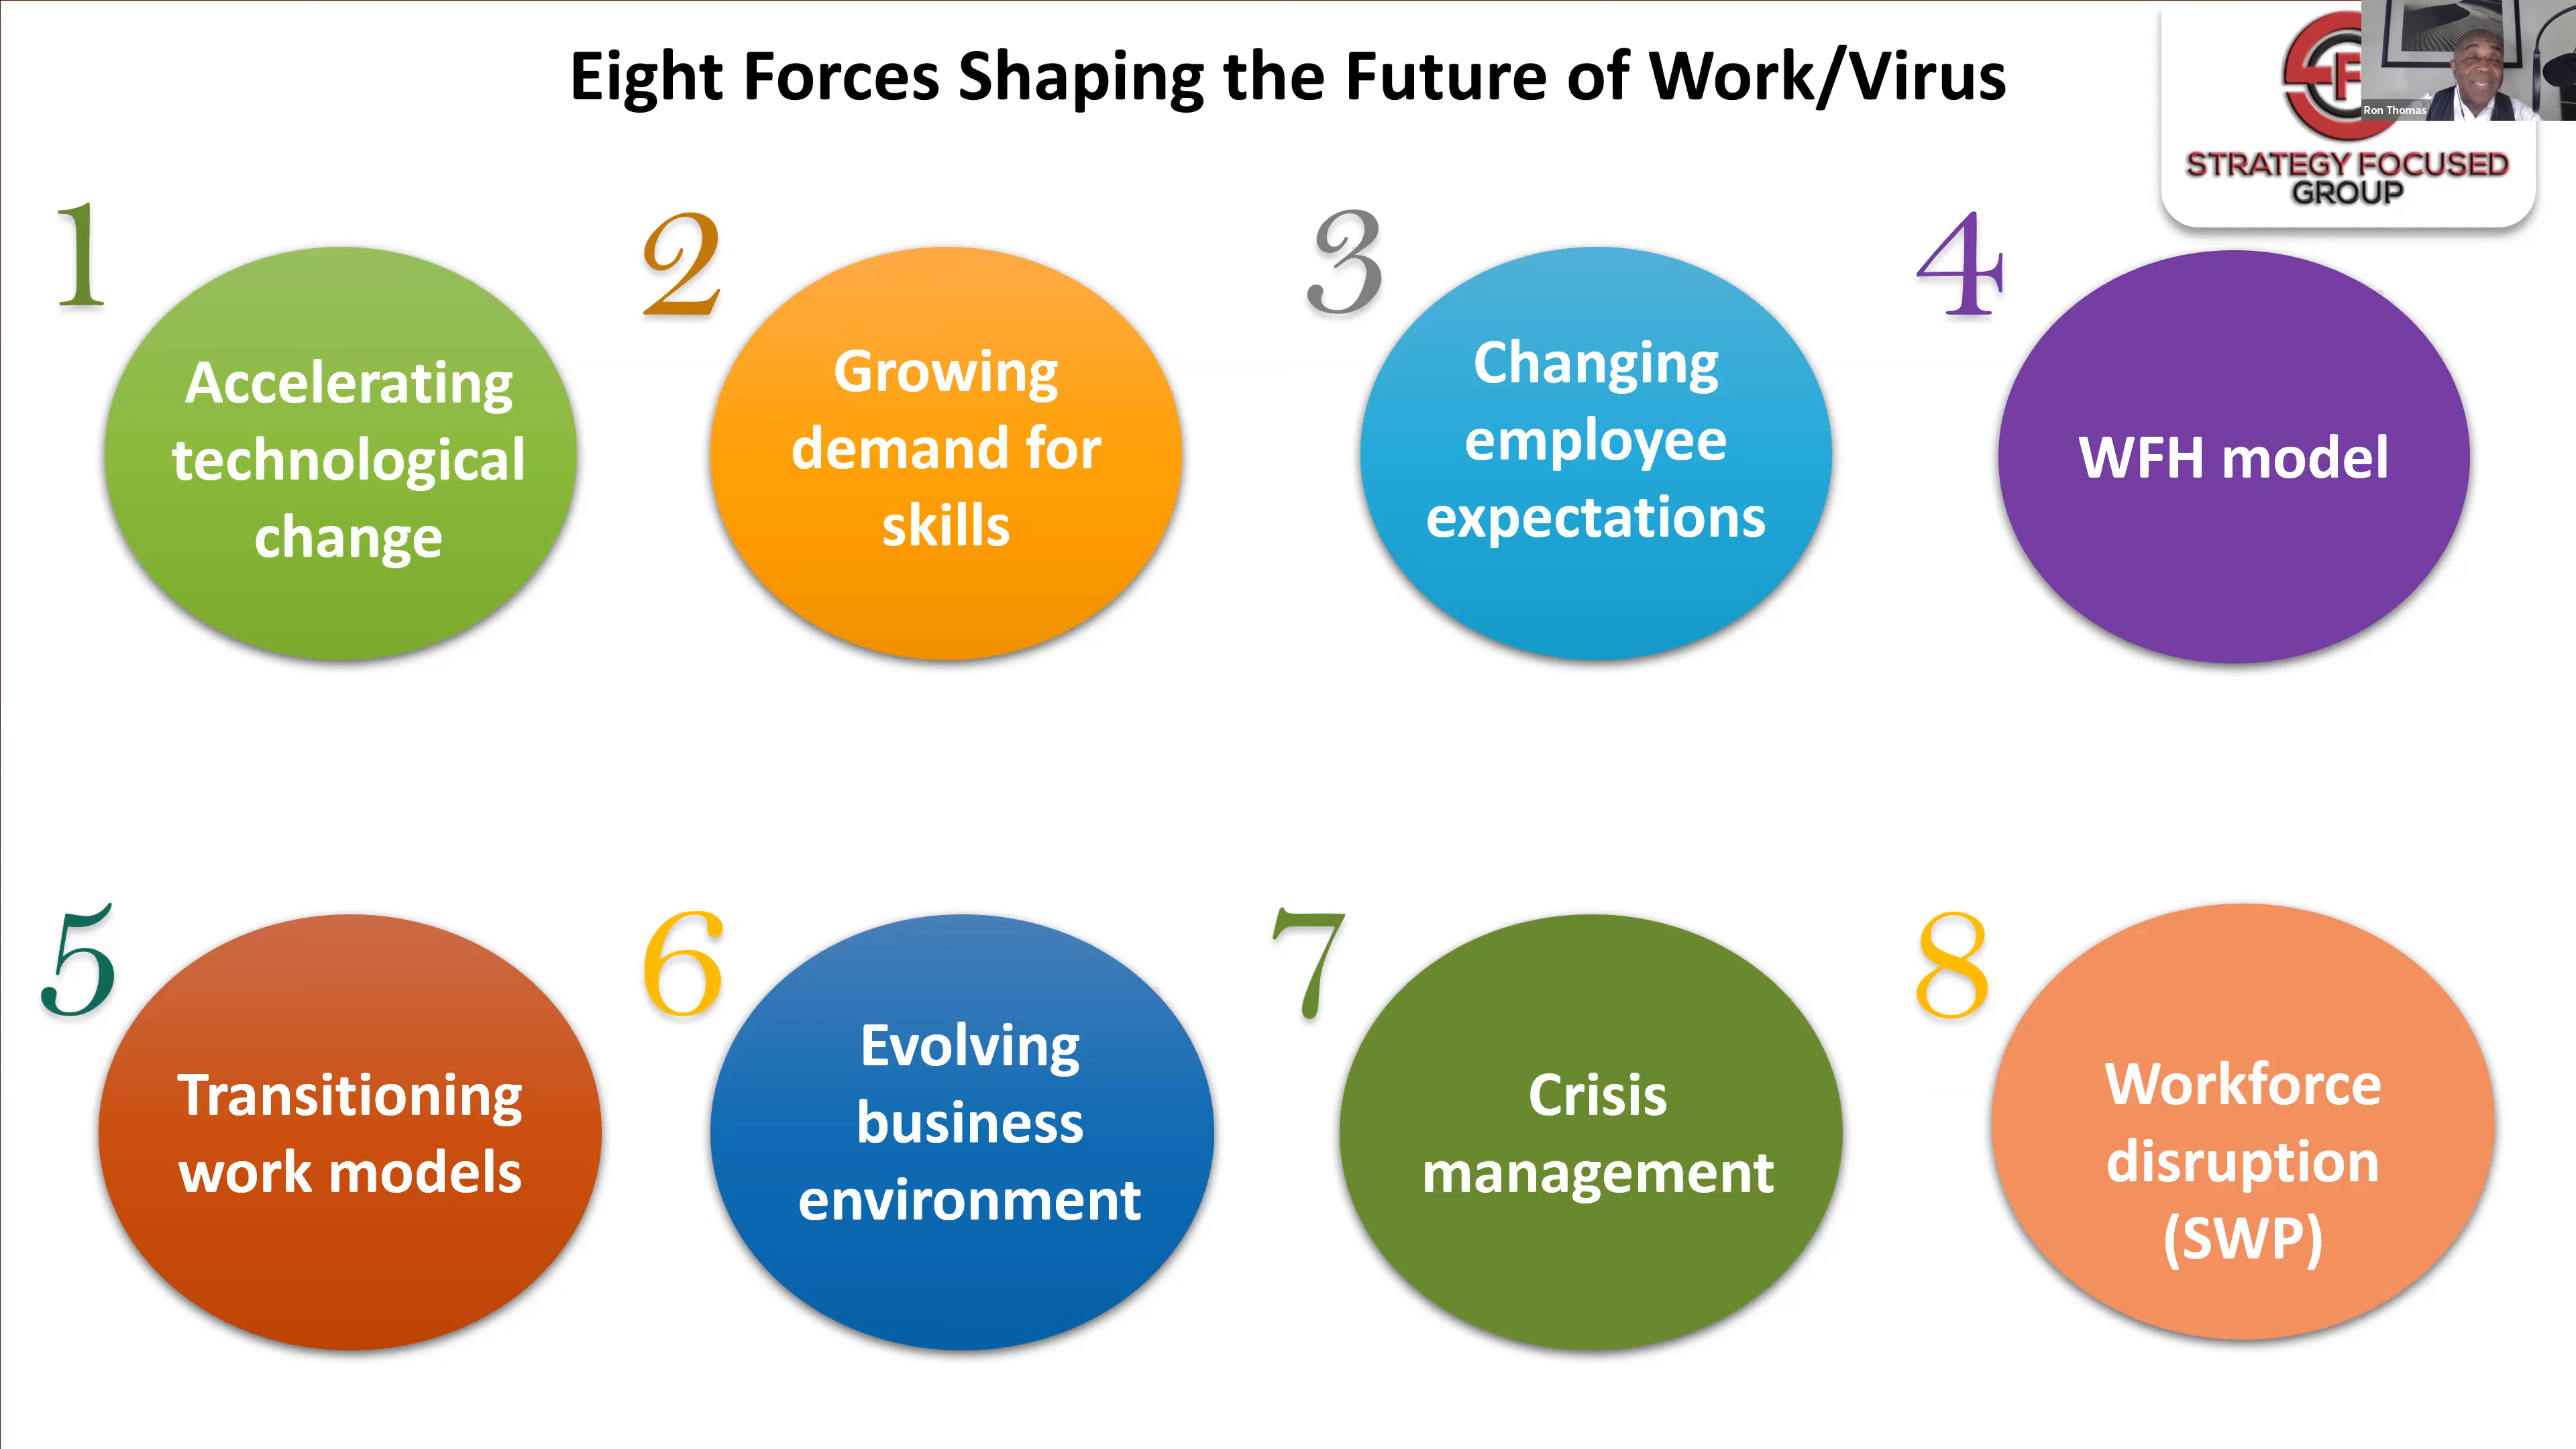 Eight Forces Shaping the Future of Work/Virus
Ron Thomas
STRATEGY FOCUSED
GROUP
1
Accelerating
technological
change
2
Growing
demand for
skills
3
Changing
employee
expectations
4
WFH model
5
Transitioning
work models
6
Evolving
business
environment
7
Crisis
management
8
Workforce
disruption
(SWP)